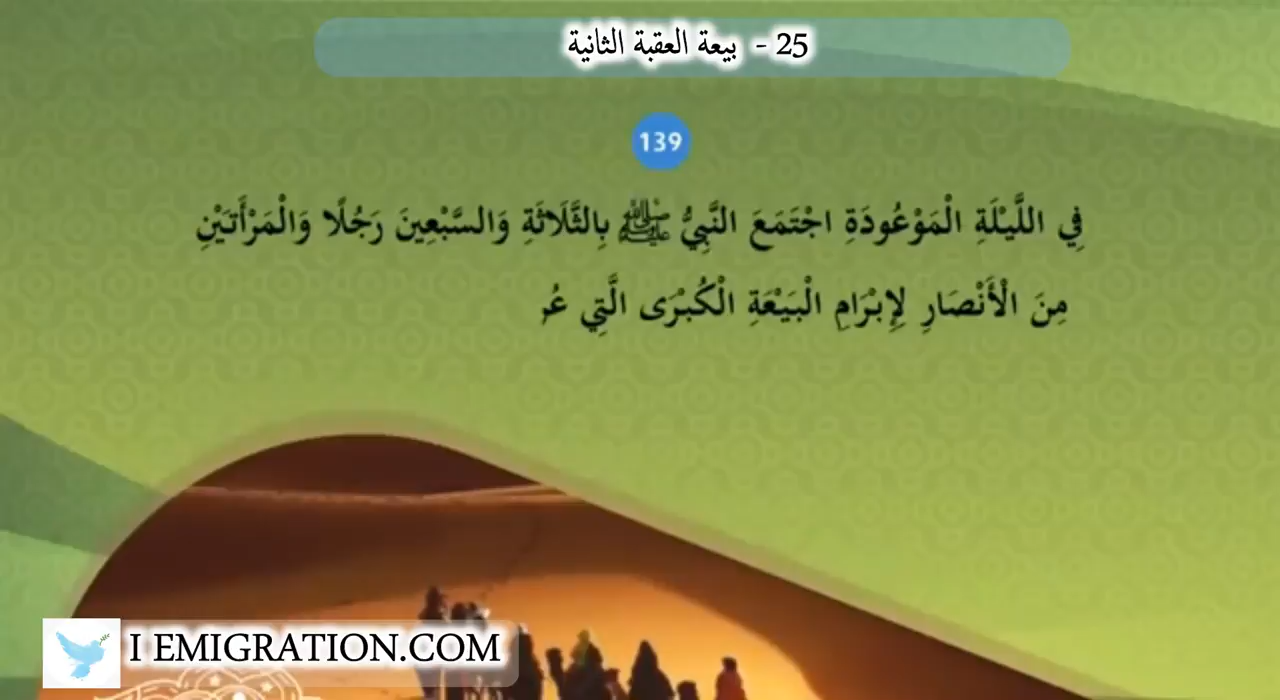 25 - بيعة العقبة الثانية
139
فِي اللَّيْلَةِ الْمَوْعُودَةِ اجْتَمَعَ النَّبِيُّ ﷺ بِالثَّلَاثَةِ وَالسَّبْعِينَ رَجُلًا وَالْمَرْأَتَيْنِ
مِنَ الْأَنْصَارِ لِإِبْرَامِ الْبَيْعَةِ الْكُبْرَى الَّتِي عُر
I EMIGRATION.COM